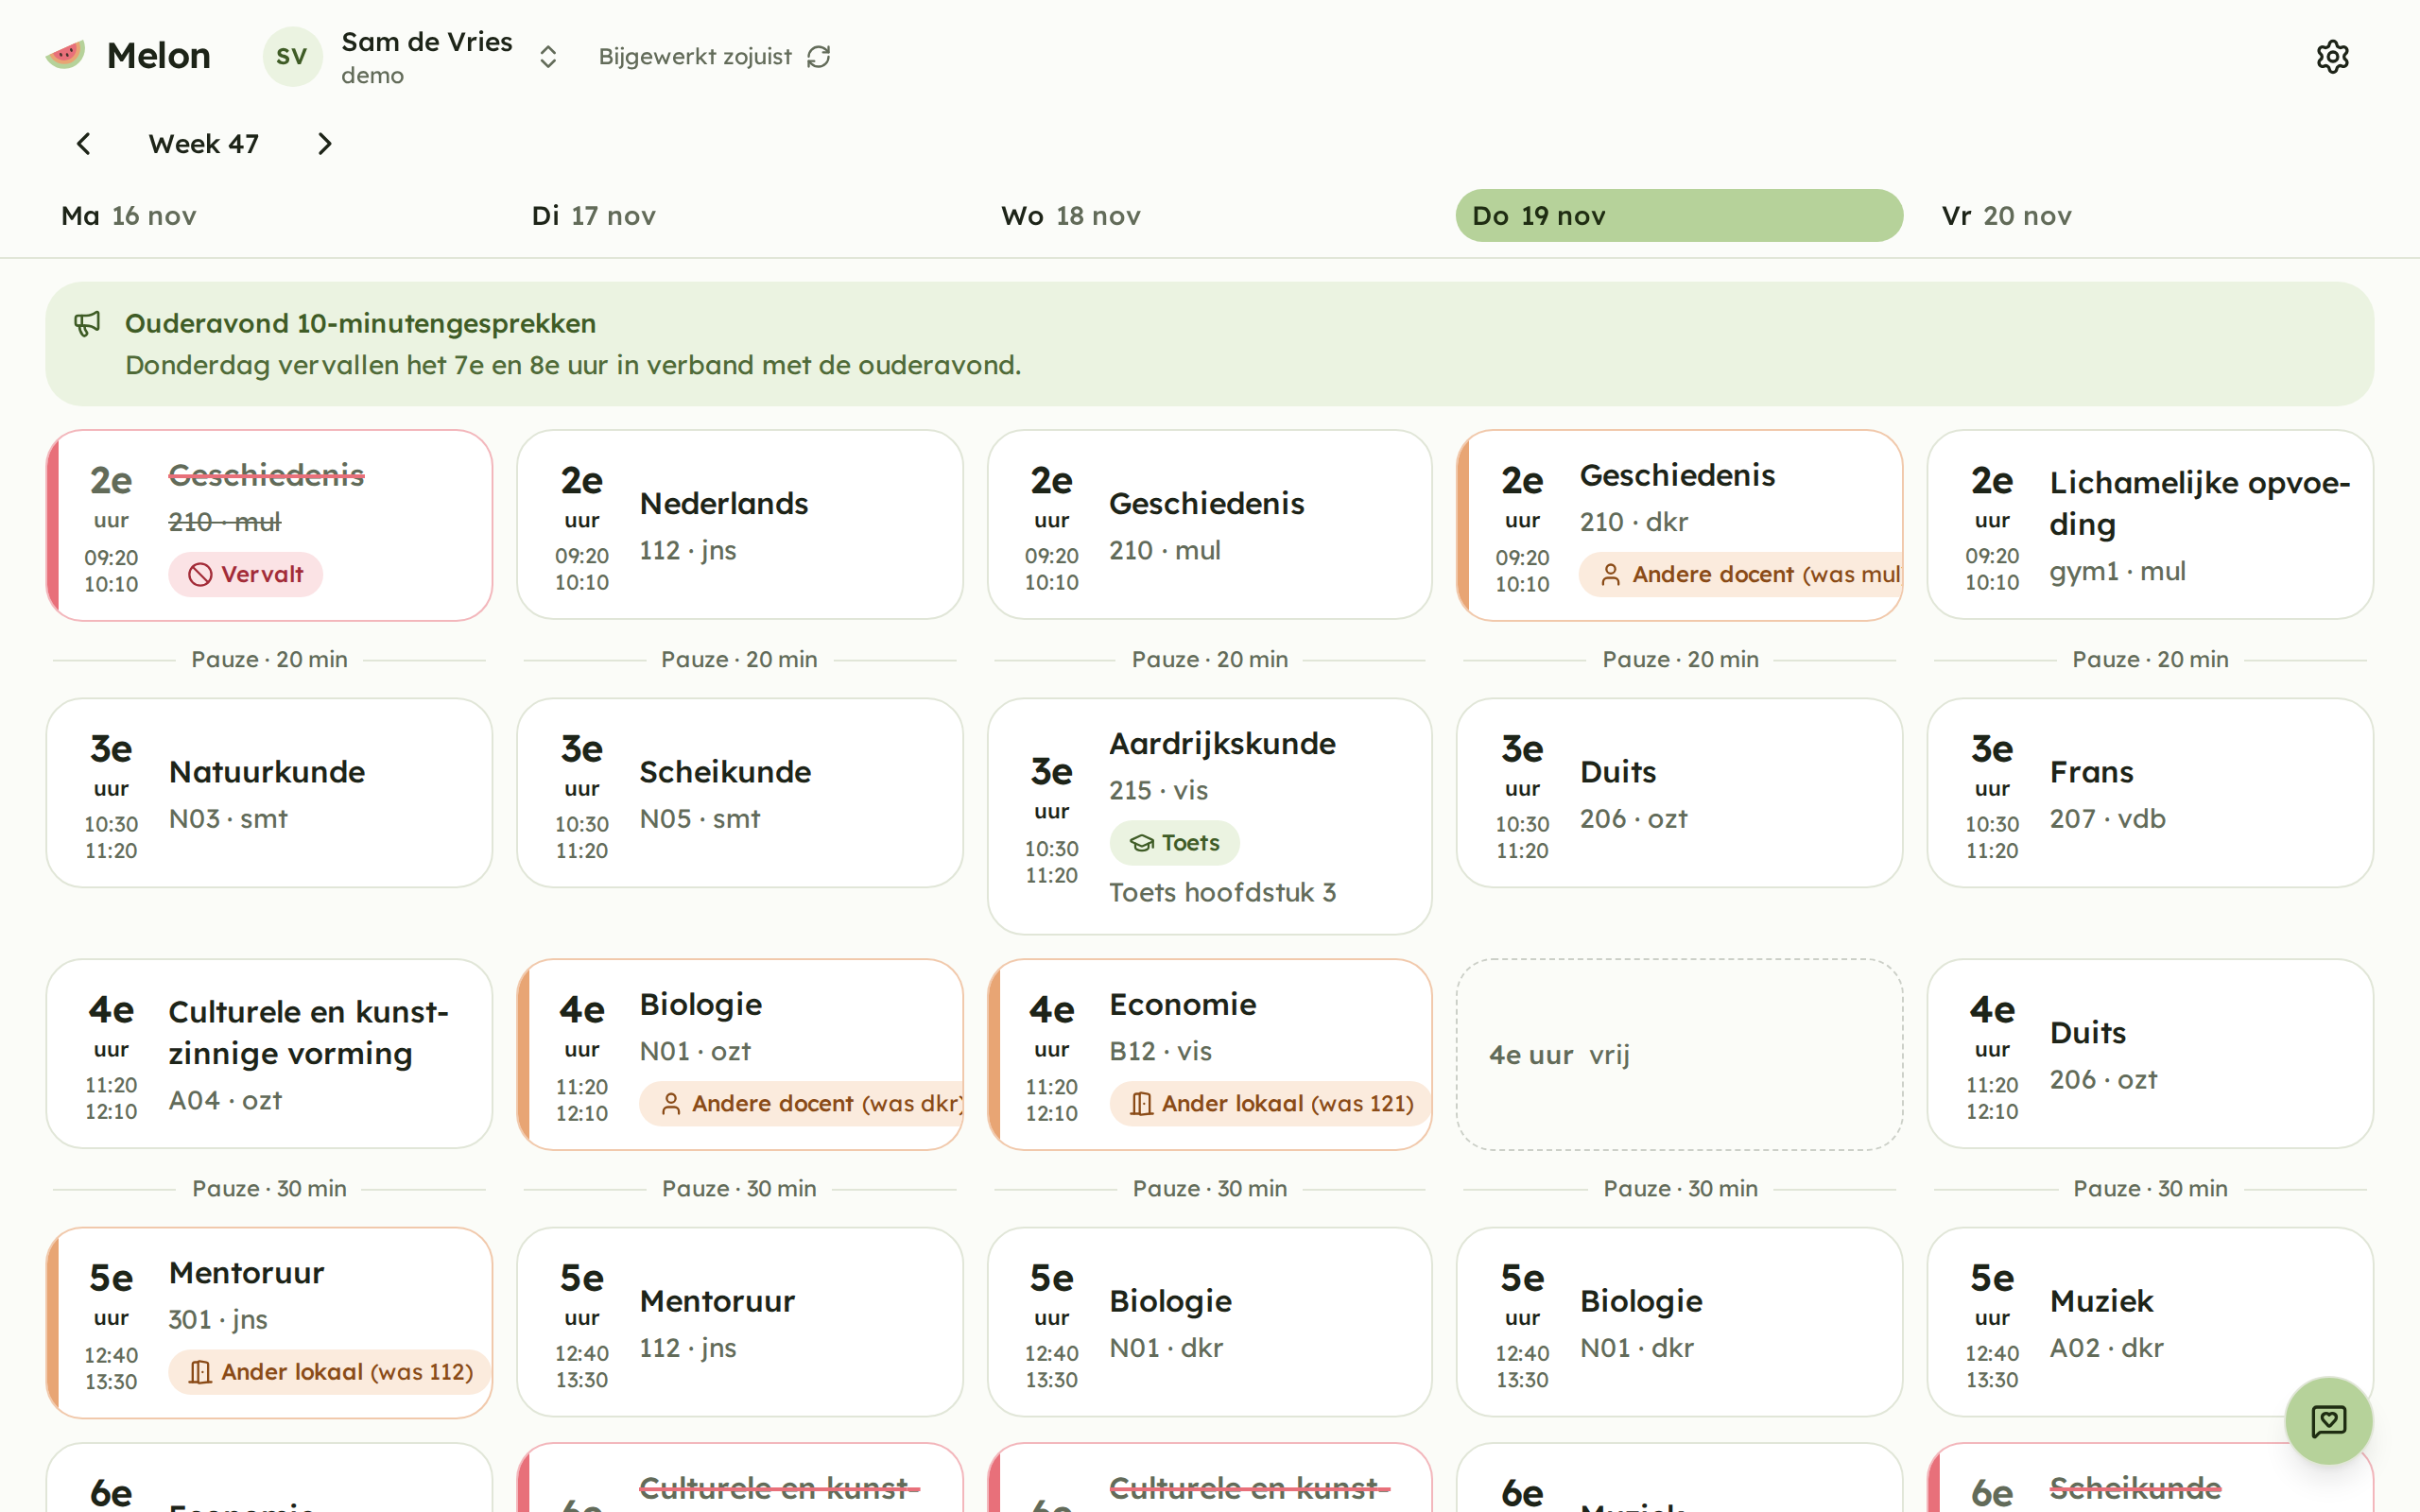 Melon
SV
Sam de Vries
demo
Bijgewerkt zojuist
Week 47
Ma 16 nov
Di 17 nov
Wo 18 nov
Do 19 nov
Vr 20 nov
Ouderavond 10-minutengesprekken
Donderdag vervallen het 7e en 8e uur in verband met de ouderavond.
2e uur
09:20
10:10
Geschiedenis
210 · mul
Vervalt
2e uur
09:20
10:10
Nederlands
112 · jns
2e uur
09:20
10:10
Geschiedenis
210 · mul
2e uur
09:20
10:10
Geschiedenis
210 · dkr
Andere docent (was mul
2e uur
09:20
10:10
Lichamelijke opvoe-
ding
gym1 · mul
Pauze · 20 min
Pauze · 20 min
Pauze · 20 min
Pauze · 20 min
Pauze · 20 min
3e uur
10:30
11:20
Natuurkunde
N03 · smt
3e uur
10:30
11:20
Scheikunde
N05 · smt
3e uur
10:30
11:20
Aardrijkskunde
215 · vis
Toets
Toets hoofdstuk 3
3e uur
10:30
11:20
Duits
206 · ozt
3e uur
10:30
11:20
Frans
207 · vdb
4e uur
11:20
12:10
Culturele en kunst-
zinnige vorming
A04 · ozt
4e uur
11:20
12:10
Biologie
N01 · ozt
Andere docent (was dkr)
4e uur
11:20
12:10
Economie
B12 · vis
Ander lokaal (was 121)
4e uur vrij
4e uur
11:20
12:10
Duits
206 · ozt
Pauze · 30 min
Pauze · 30 min
Pauze · 30 min
Pauze · 30 min
Pauze · 30 min
5e uur
12:40
13:30
Mentoruur
301 · jns
Ander lokaal (was 112)
5e uur
12:40
13:30
Mentoruur
112 · jns
5e uur
12:40
13:30
Biologie
N01 · dkr
5e uur
12:40
13:30
Biologie
N01 · dkr
5e uur
12:40
13:30
Muziek
A02 · dkr
6e
Economie
6e
Culturele en kunst-
6e
Culturele en kunst-
6e
Muziek
6e
Scheikunde